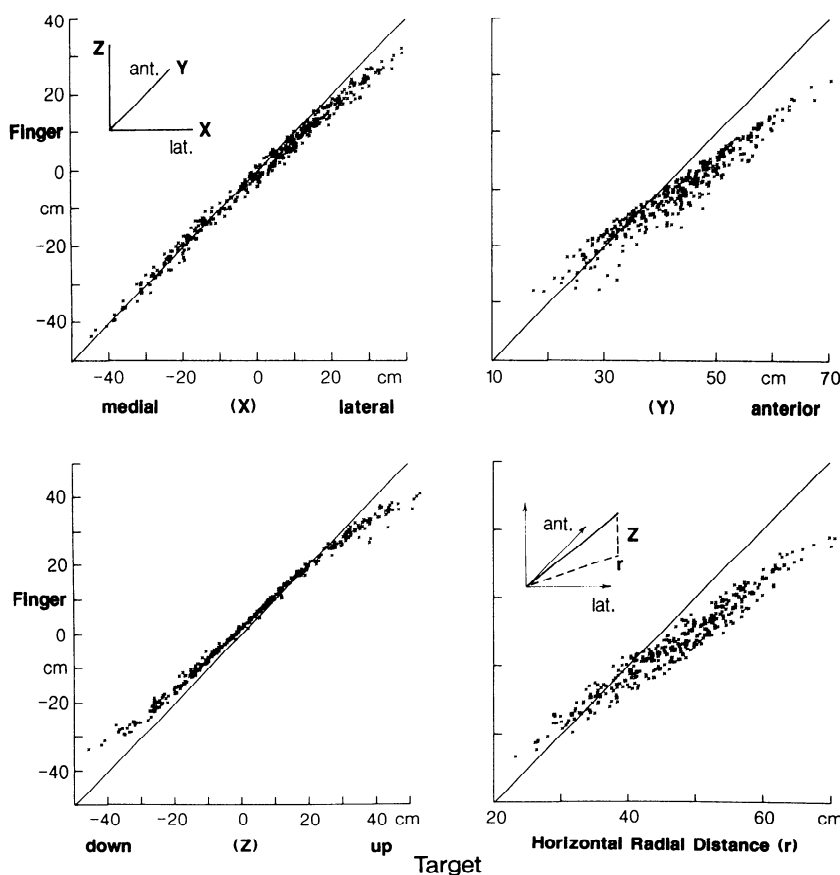 40
Z
ant.
Y
20
Finger
X
lat.
0
cm
-20
-40
-40 -20 0 20 cm
medial (X) lateral
10 30 50 cm 70
(Y) anterior
40
ant.
Z
20
r
Finger
lat.
0
cm
-20
-40
-40 -20 0 20 40 cm
down (Z) up
20 40 60 cm
Horizontal Radial Distance (r)
Target